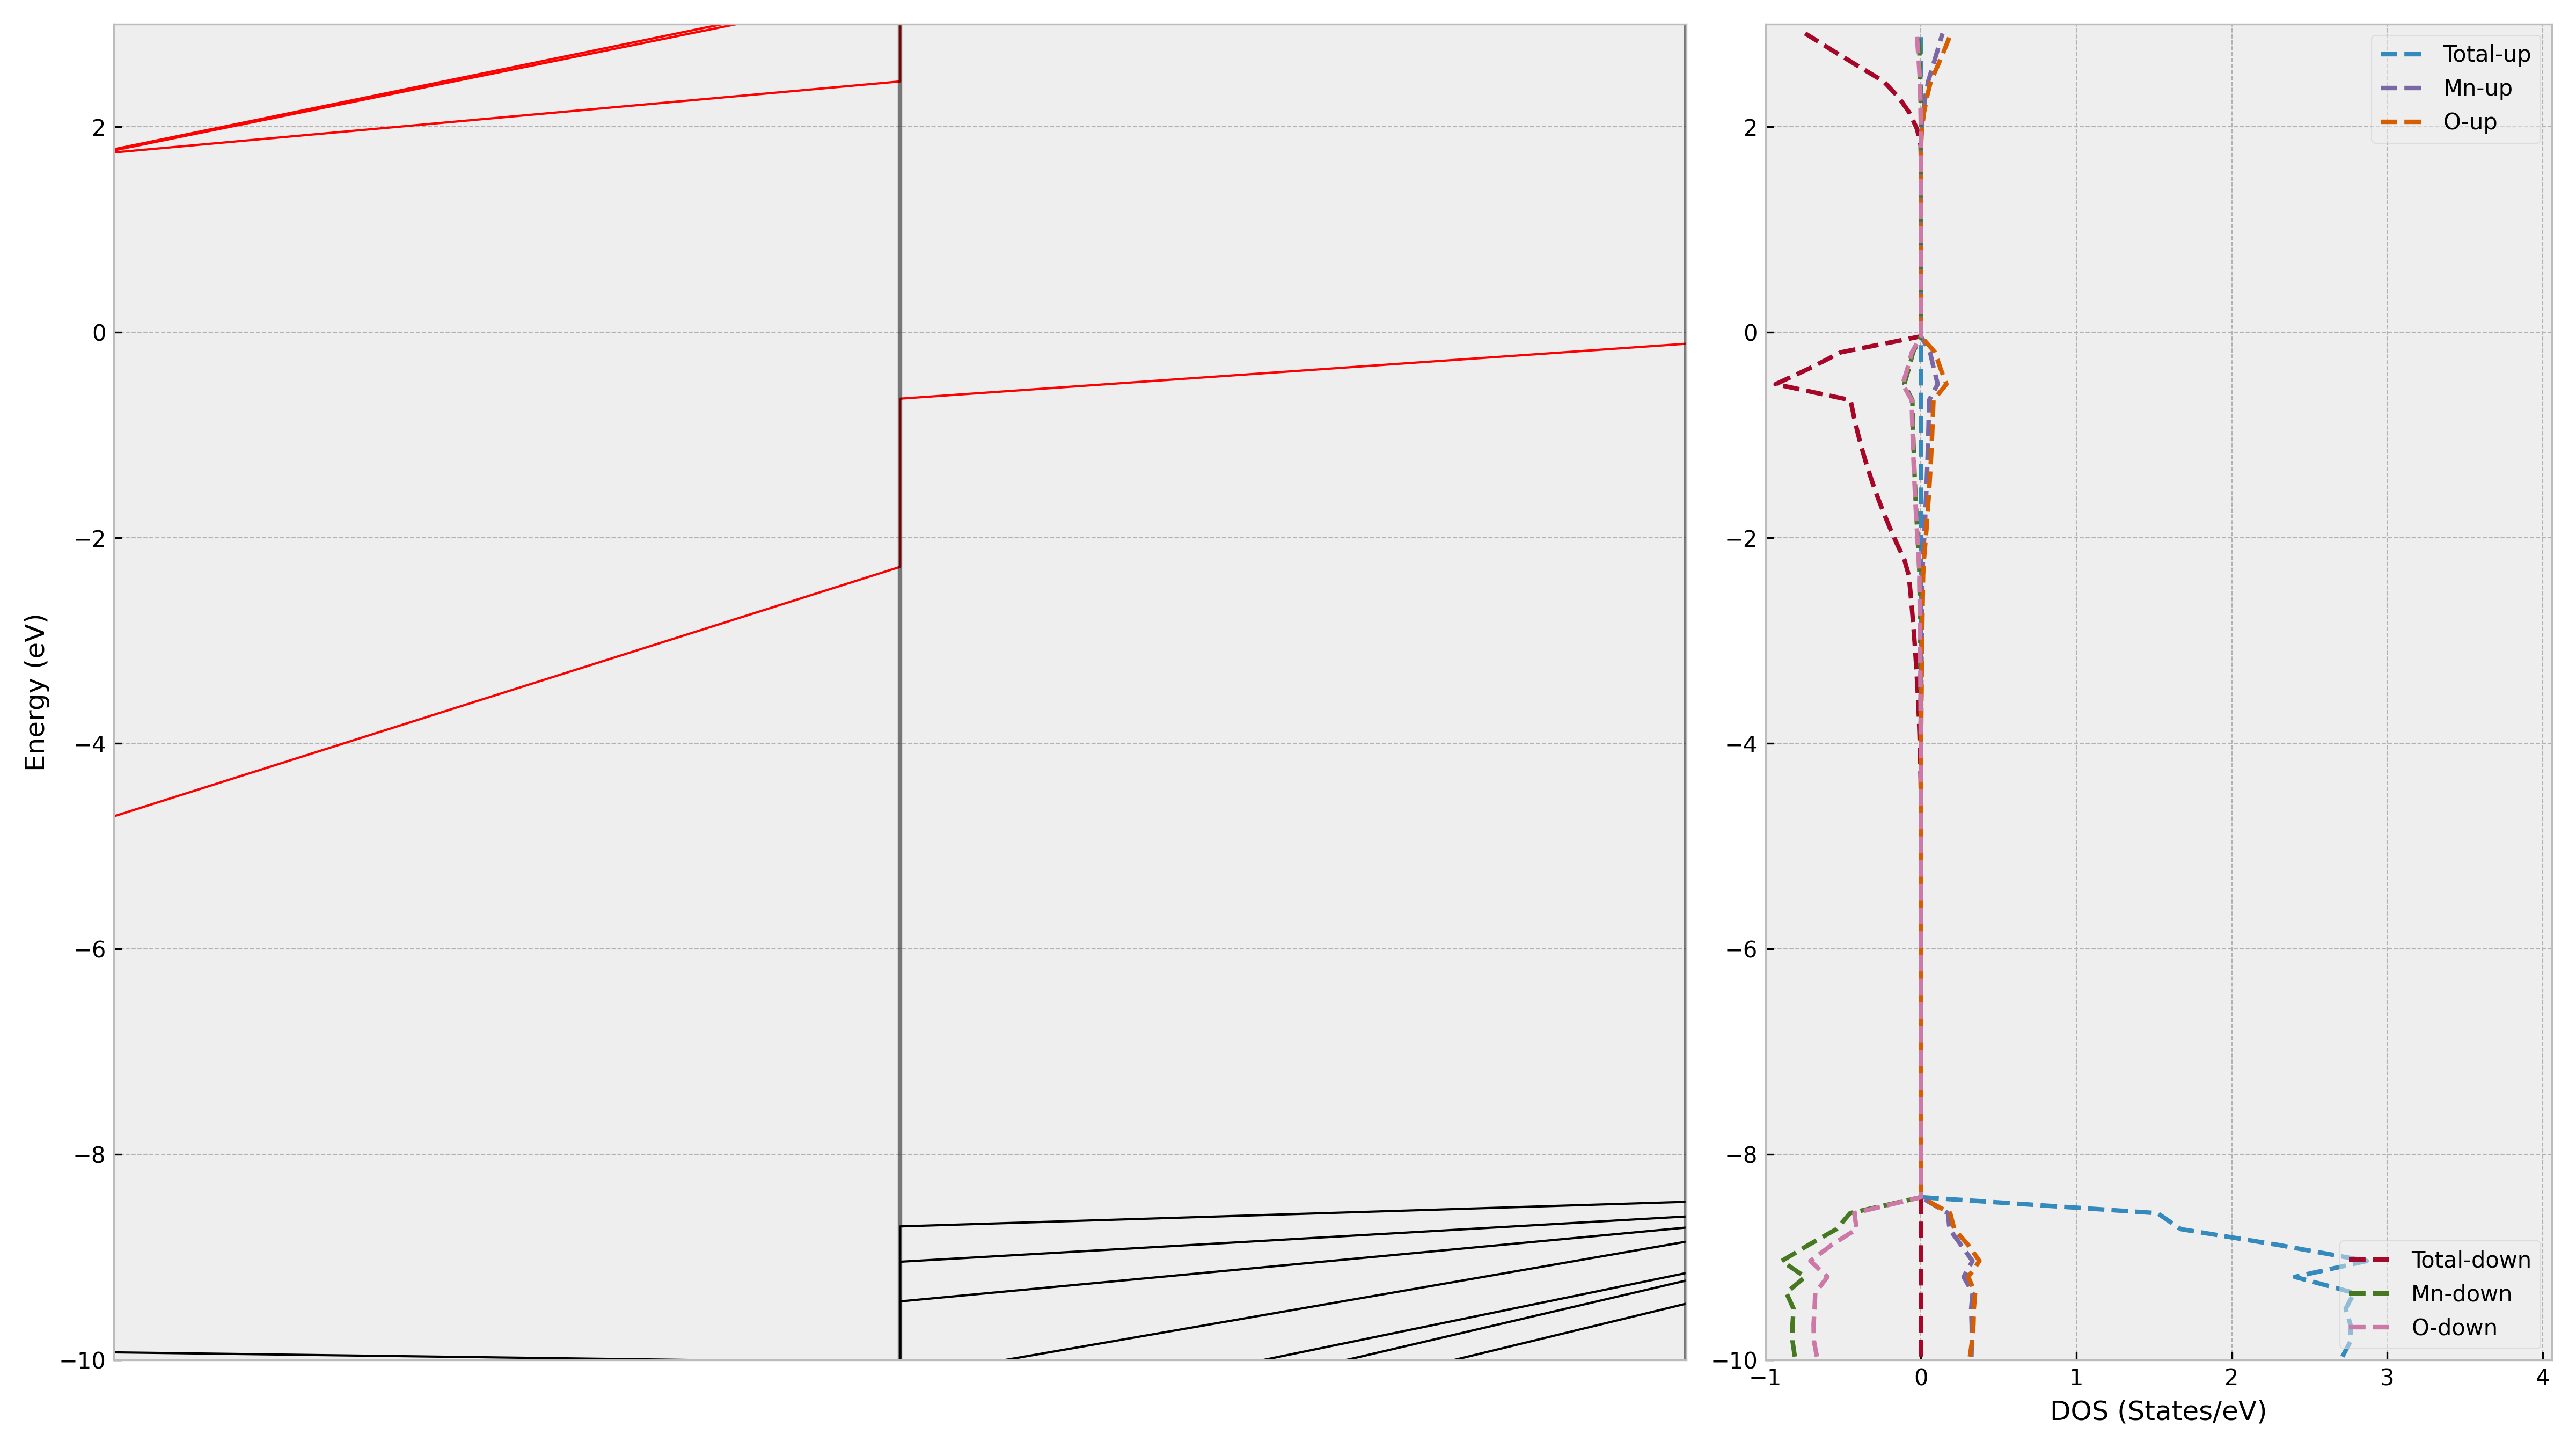 Energy (eV)
2
0
−2
−4
−6
−8
−10
2
0
−2
−4
−6
−8
−10
−1
0
1
2
3
4
DOS (States/eV)
Total-up
Mn-up
O-up
Total-down
Mn-down
O-down